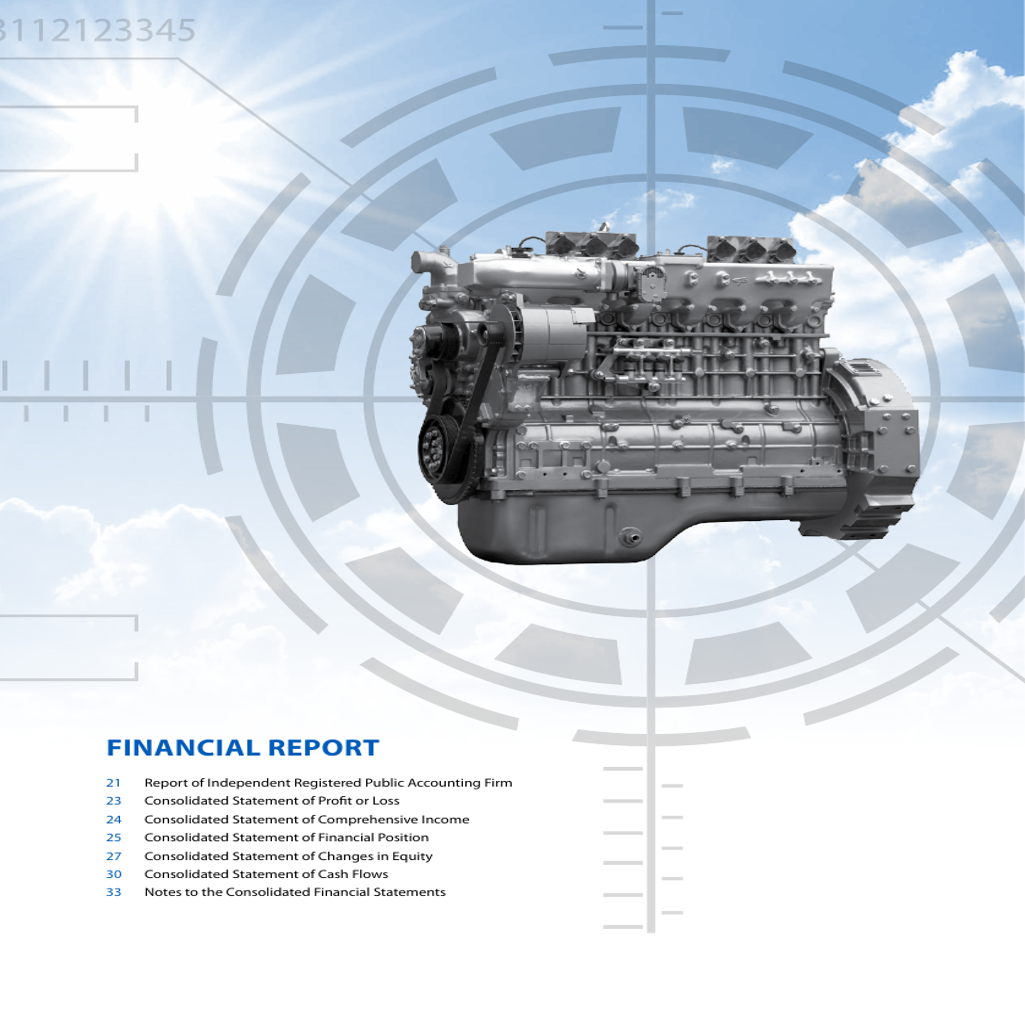 3112123345
FINANCIAL REPORT
21 Report of Independent Registered Public Accounting Firm
23 Consolidated Statement of Profit or Loss
24 Consolidated Statement of Comprehensive Income
25 Consolidated Statement of Financial Position
27 Consolidated Statement of Changes in Equity
30 Consolidated Statement of Cash Flows
33 Notes to the Consolidated Financial Statements